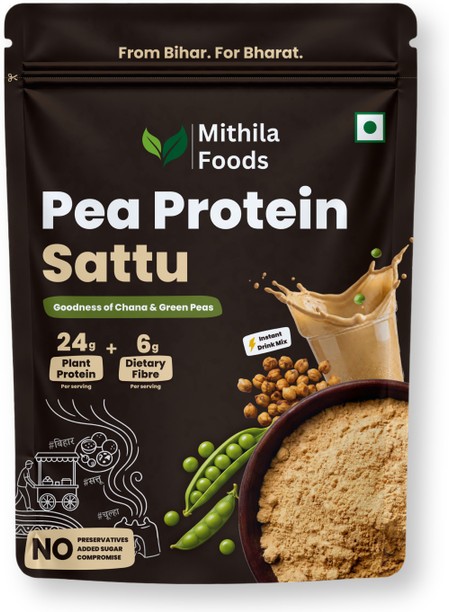 From Bihar. For Bharat.
Mithila
Foods
Pea Protein
Sattu
Goodness of Chana & Green Peas
24g + 6g
Plant Protein
Dietary Fibre
Per serving
Per serving
Instant
Drink Mix
#बिहार
#सत्तू
#चूल्हा
NO
PRESERVATIVES
ADDED SUGAR
COMPROMISE